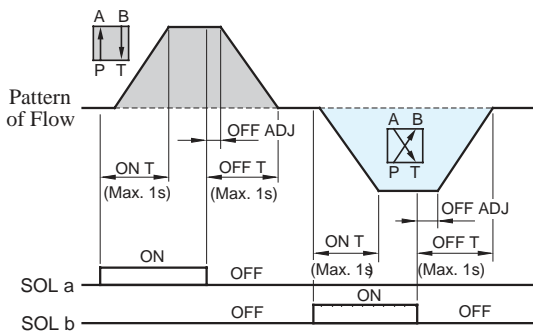 A B
P T
Pattern
of Flow
OFF ADJ
ON T
OFF T
(Max. 1s)
(Max. 1s)
A B
P T
OFF ADJ
ON T
OFF T
(Max. 1s)
(Max. 1s)
ON
OFF
SOL a
ON
OFF
OFF
SOL b